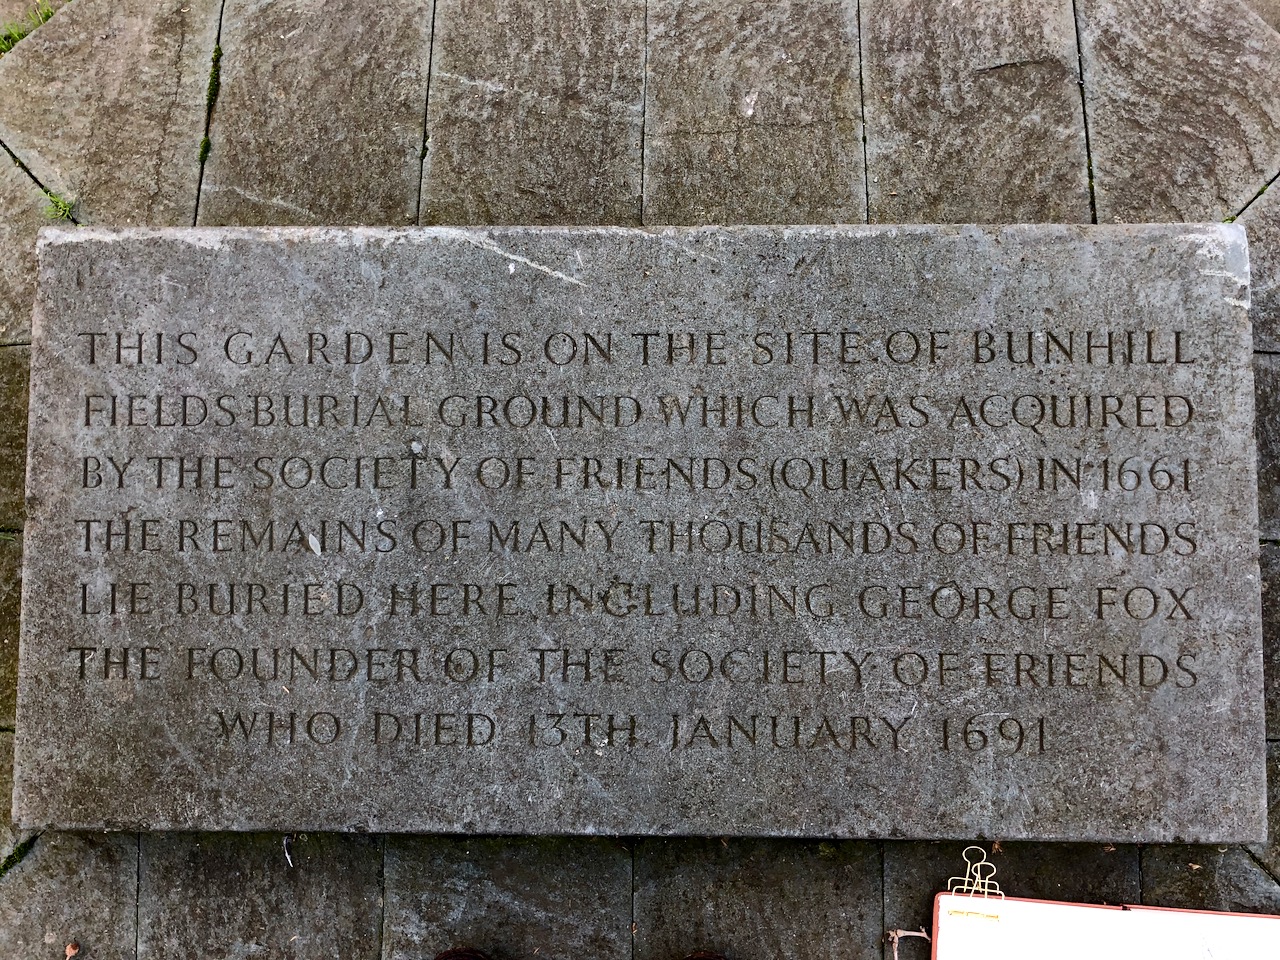 THIS GARDEN IS ON THE SITE OF BUNHILL
FIELDS BURIAL GROUND WHICH WAS ACQUIRED
BY THE SOCIETY OF FRIENDS (QUAKERS) IN 1661
THE REMAINS OF MANY THOUSANDS OF FRIENDS
LIE BURIED HERE INCLUDING GEORGE FOX
THE FOUNDER OF THE SOCIETY OF FRIENDS
WHO DIED 13TH. JANUARY 1691